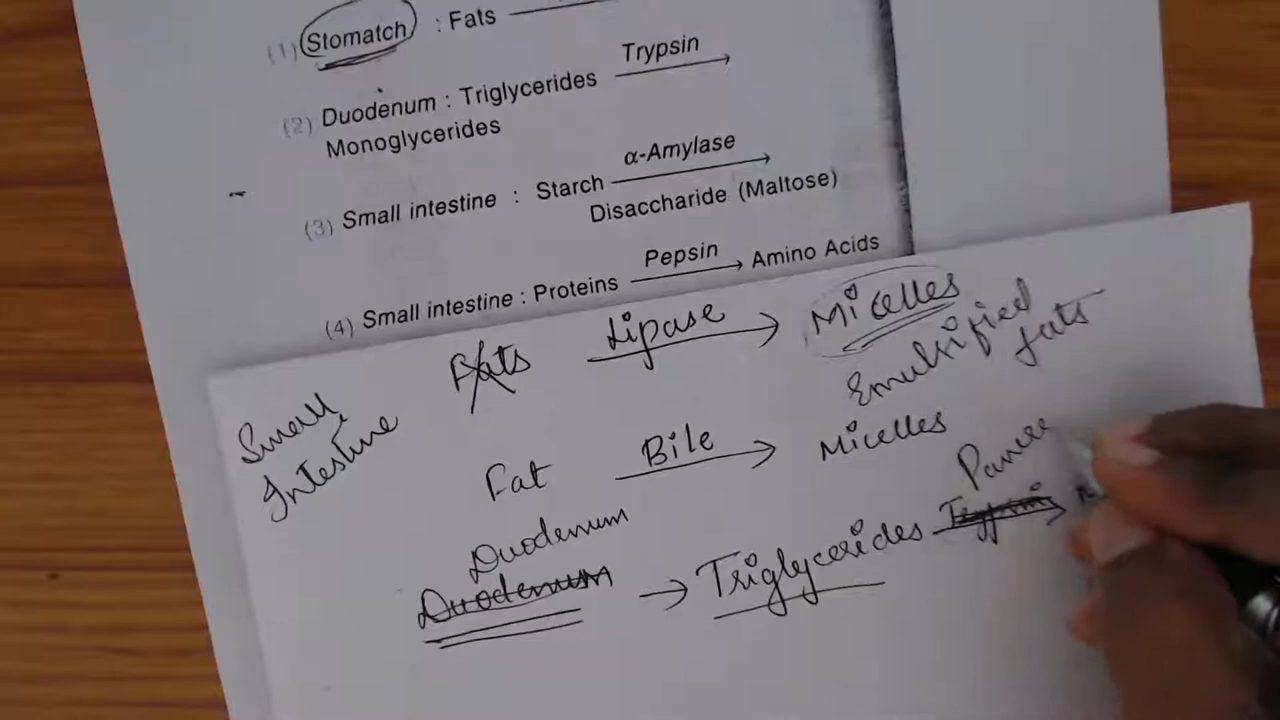 (1) Stomatch : Fats
(2) Duodenum : Triglycerides Trypsin
Monoglycerides
(3) Small intestine : Starch α-Amylase
Disaccharide (Maltose)
(4) Small intestine : Proteins Pepsin Amino Acids
Small Intestine
Fats Lipase Micelles
Emulsified fats
Fat Bile Micelles
Duodenum
Duodenum → Triglycerides